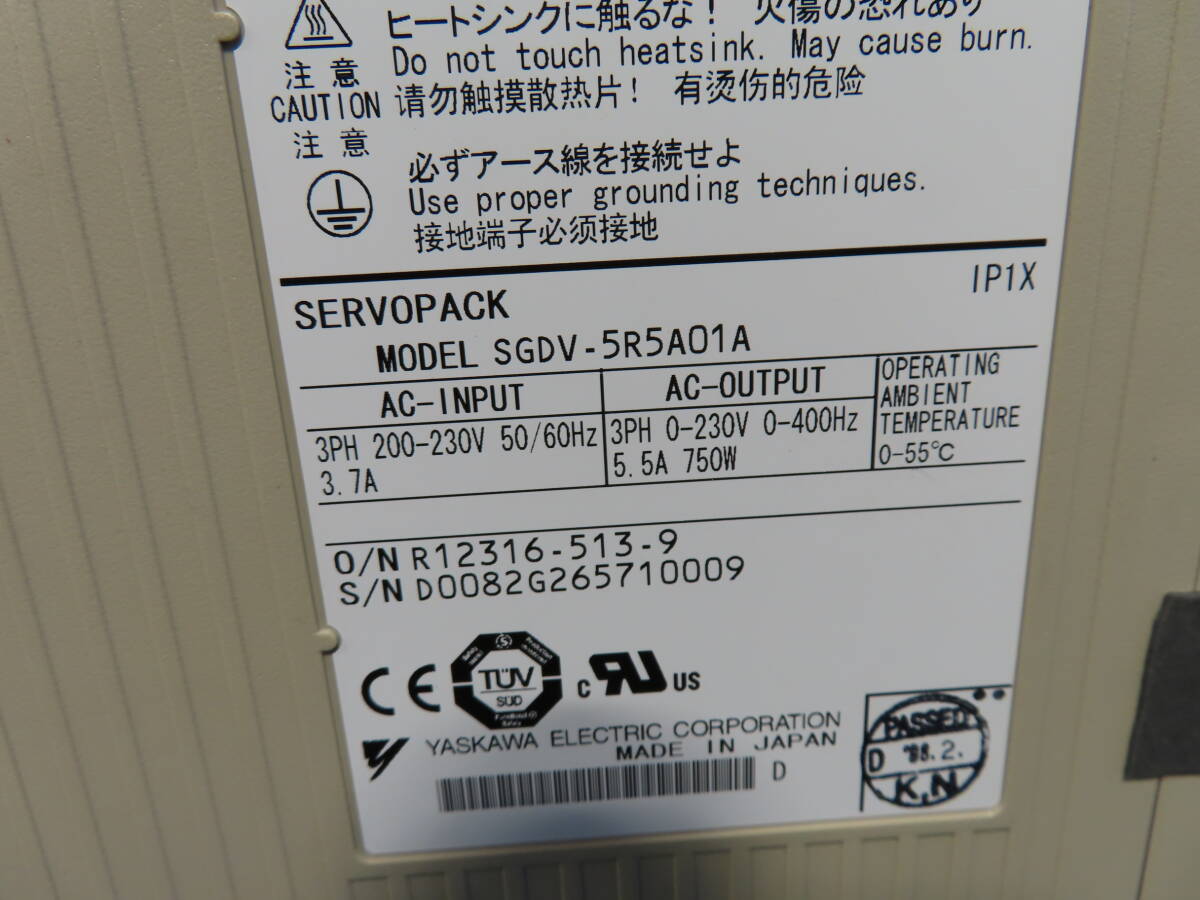 ヒートシンクに触るな! 火傷の恐れあり
注意
Do not touch heatsink. May cause burn.
CAUTION
请勿触摸散热片! 有烫伤的危险
注意
必ずアース線を接続せよ
Use proper grounding techniques.
接地端子必须接地
IP1X
SERVOPACK
MODEL SGDV-5R5A01A
AC-INPUT
3PH 200-230V 50/60Hz
3.7A
AC-OUTPUT
3PH 0-230V 0-400Hz
5.5A 750W
OPERATING
AMBIENT
TEMPERATURE
0-55℃
O/N R12316-513-9
S/N D0082G265710009
CE
TÜV
SÜD
c RU US
YASKAWA ELECTRIC CORPORATION
MADE IN JAPAN
D
PASSED
D
K.N